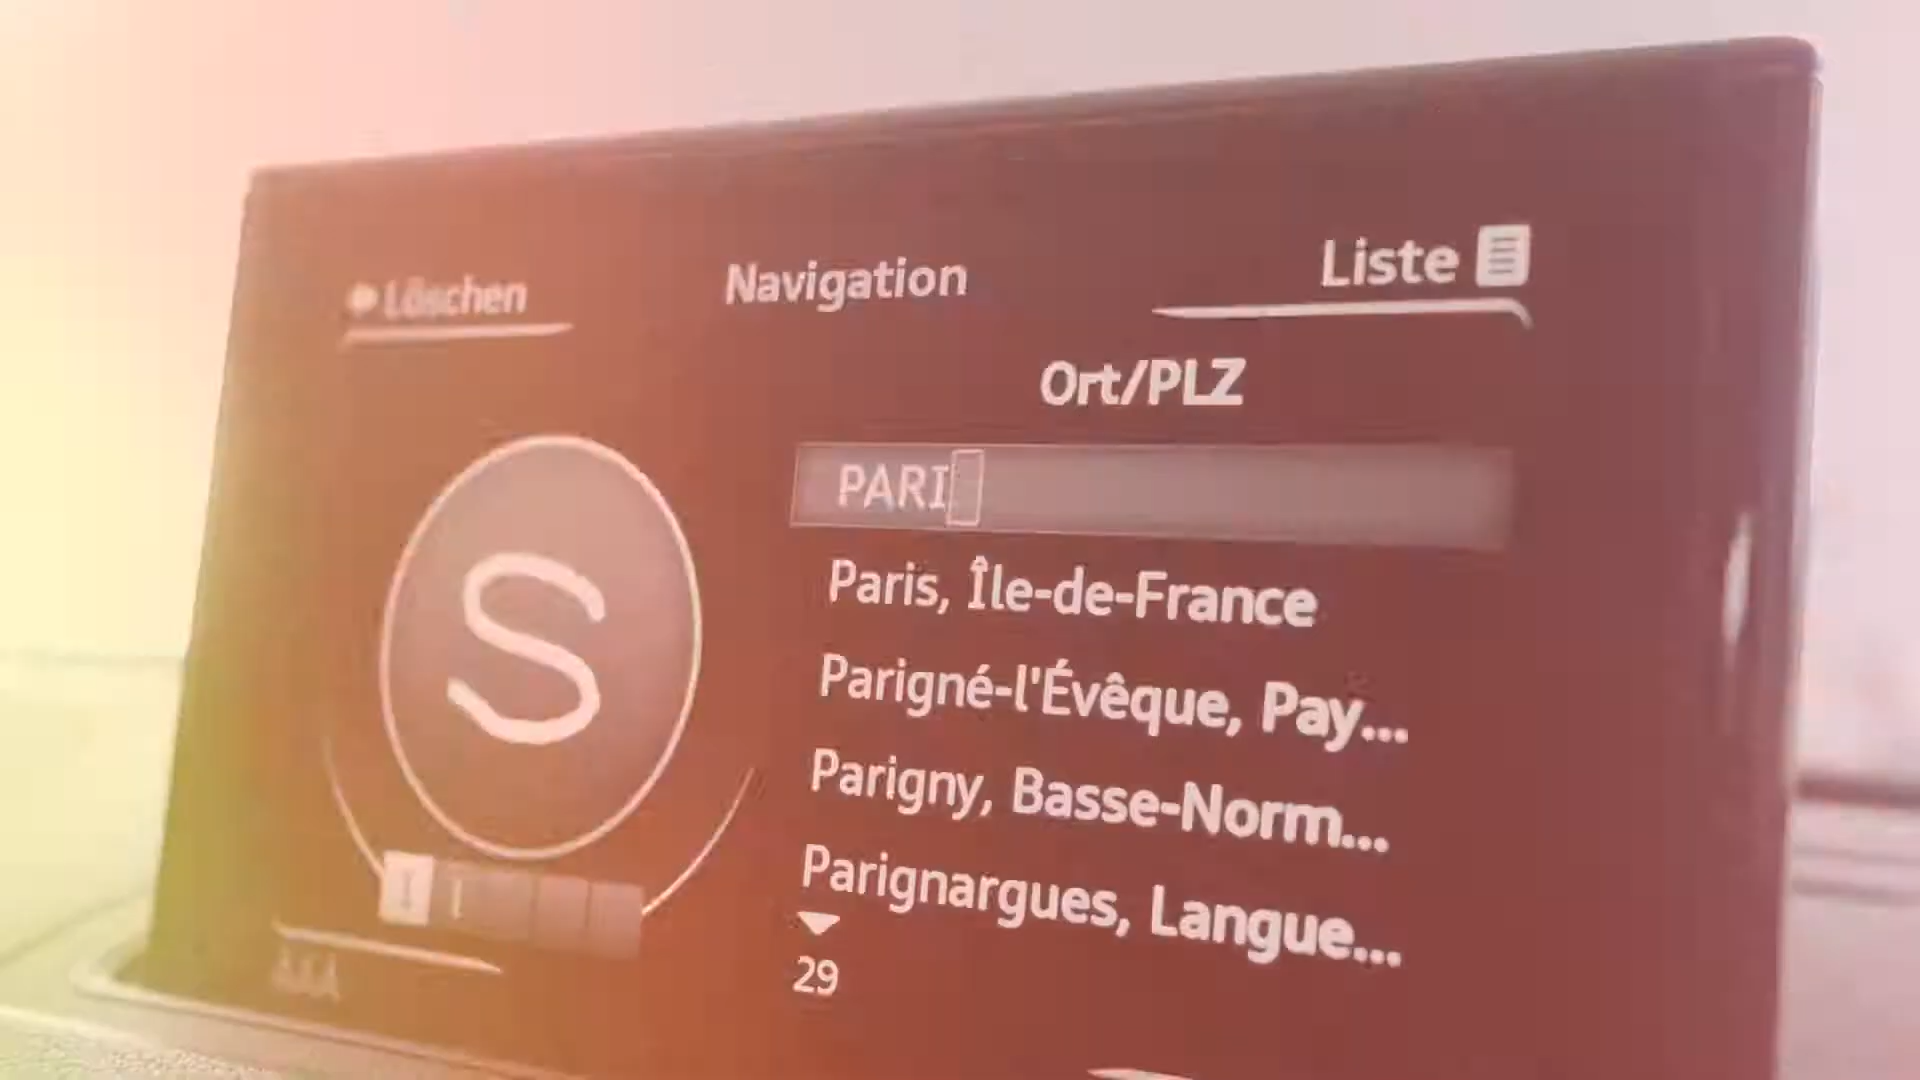 Löschen
Navigation
Liste
Ort/PLZ
PARI
Paris, Île-de-France
Parigné-l'Évêque, Pay...
Parigny, Basse-Norm...
Parignargues, Langue...
29
S